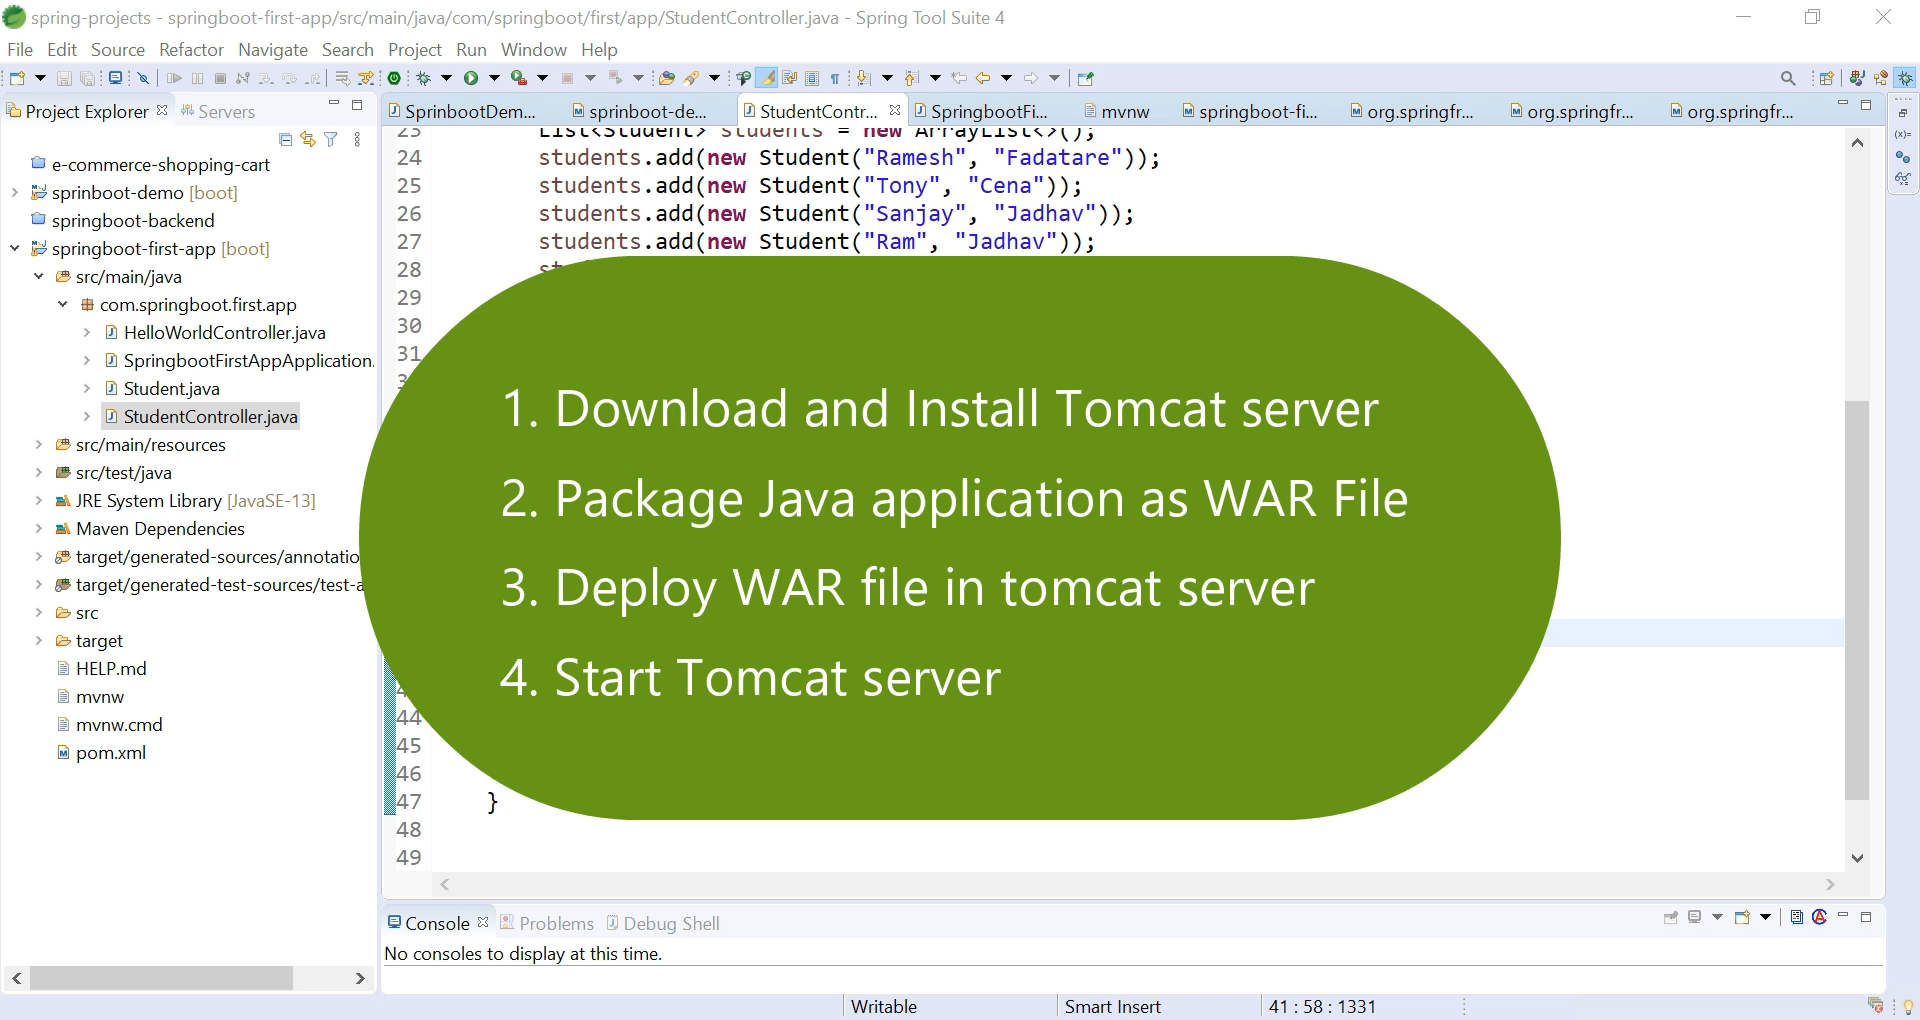 spring-projects - springboot-first-app/src/main/java/com/springboot/first/app/StudentController.java - Spring Tool Suite 4
File Edit Source Refactor Navigate Search Project Run Window Help
Project Explorer Servers
SprinbootDem... sprinboot-de... StudentContr... SpringbootFi... mvnw springboot-fi... org.springfr... org.springfr... org.springfr...
e-commerce-shopping-cart
sprinboot-demo [boot]
springboot-backend
springboot-first-app [boot]
src/main/java
com.springboot.first.app
HelloWorldController.java
SpringbootFirstAppApplication.
Student.java
StudentController.java
src/main/resources
src/test/java
JRE System Library [JavaSE-13]
Maven Dependencies
target/generated-sources/annotatio
target/generated-test-sources/test-a
src
target
HELP.md
mvnw
mvnw.cmd
pom.xml
23 List<Student> students = new ArrayList<>();
24 students.add(new Student("Ramesh", "Fadatare"));
25 students.add(new Student("Tony", "Cena"));
26 students.add(new Student("Sanjay", "Jadhav"));
27 students.add(new Student("Ram", "Jadhav"));
28
29
30
31
1. Download and Install Tomcat server
2. Package Java application as WAR File
3. Deploy WAR file in tomcat server
4. Start Tomcat server
44
45
46
47 }
48
49
Console Problems Debug Shell
No consoles to display at this time.
Writable Smart Insert 41 : 58 : 1331